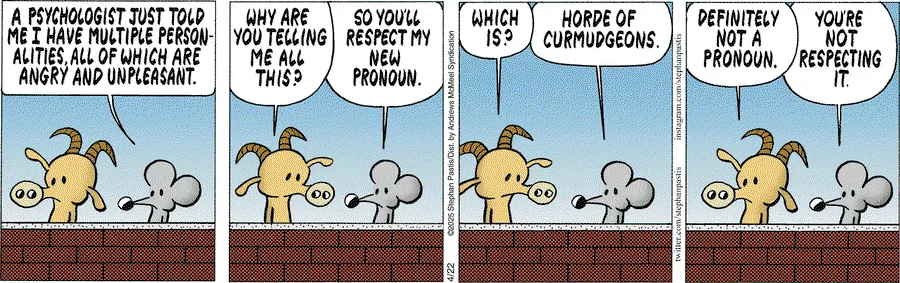 A PSYCHOLOGIST JUST TOLD
ME I HAVE MULTIPLE PERSON-
ALITIES, ALL OF WHICH ARE
ANGRY AND UNPLEASANT.
WHY ARE
YOU TELLING
ME ALL
THIS?
SO YOU'LL
RESPECT MY
NEW
PRONOUN.
©2025 Stephan Pastis/Dist. by Andrews McMeel Syndication
4/22
WHICH
IS?
HORDE OF
CURMUDGEONS.
twitter.com/stephanpastis
instagram.com/stephanpastis
DEFINITELY
NOT A
PRONOUN.
YOU'RE
NOT
RESPECTING
IT.